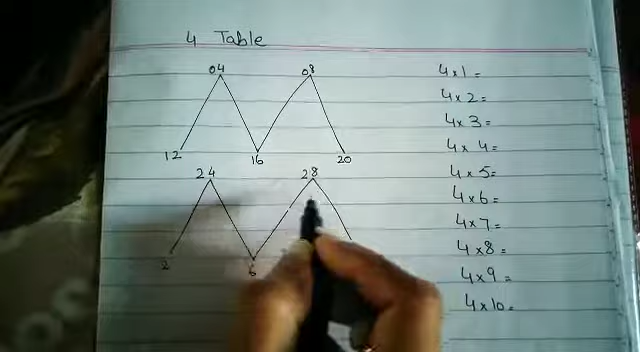 4 Table
04 08
12 16 20
24 28
2 6
4x1=
4x2=
4x3=
4x4=
4x5=
4x6=
4x7=
4x8=
4x9=
4x10=